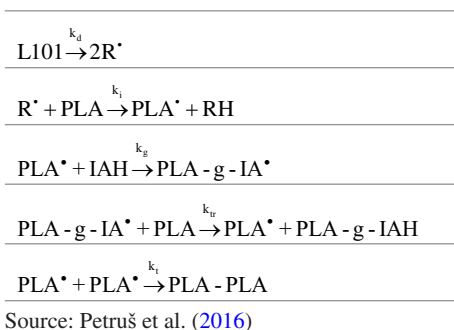 L101 →^{k_d} 2R^•
R^• + PLA →^{k_i} PLA^• + RH
PLA^• + IAH →^{k_g} PLA - g - IA^•
PLA - g - IA^• + PLA →^{k_tr} PLA^• + PLA - g - IAH
PLA^• + PLA^• →^{k_t} PLA - PLA
Source: Petruš et al. (2016)